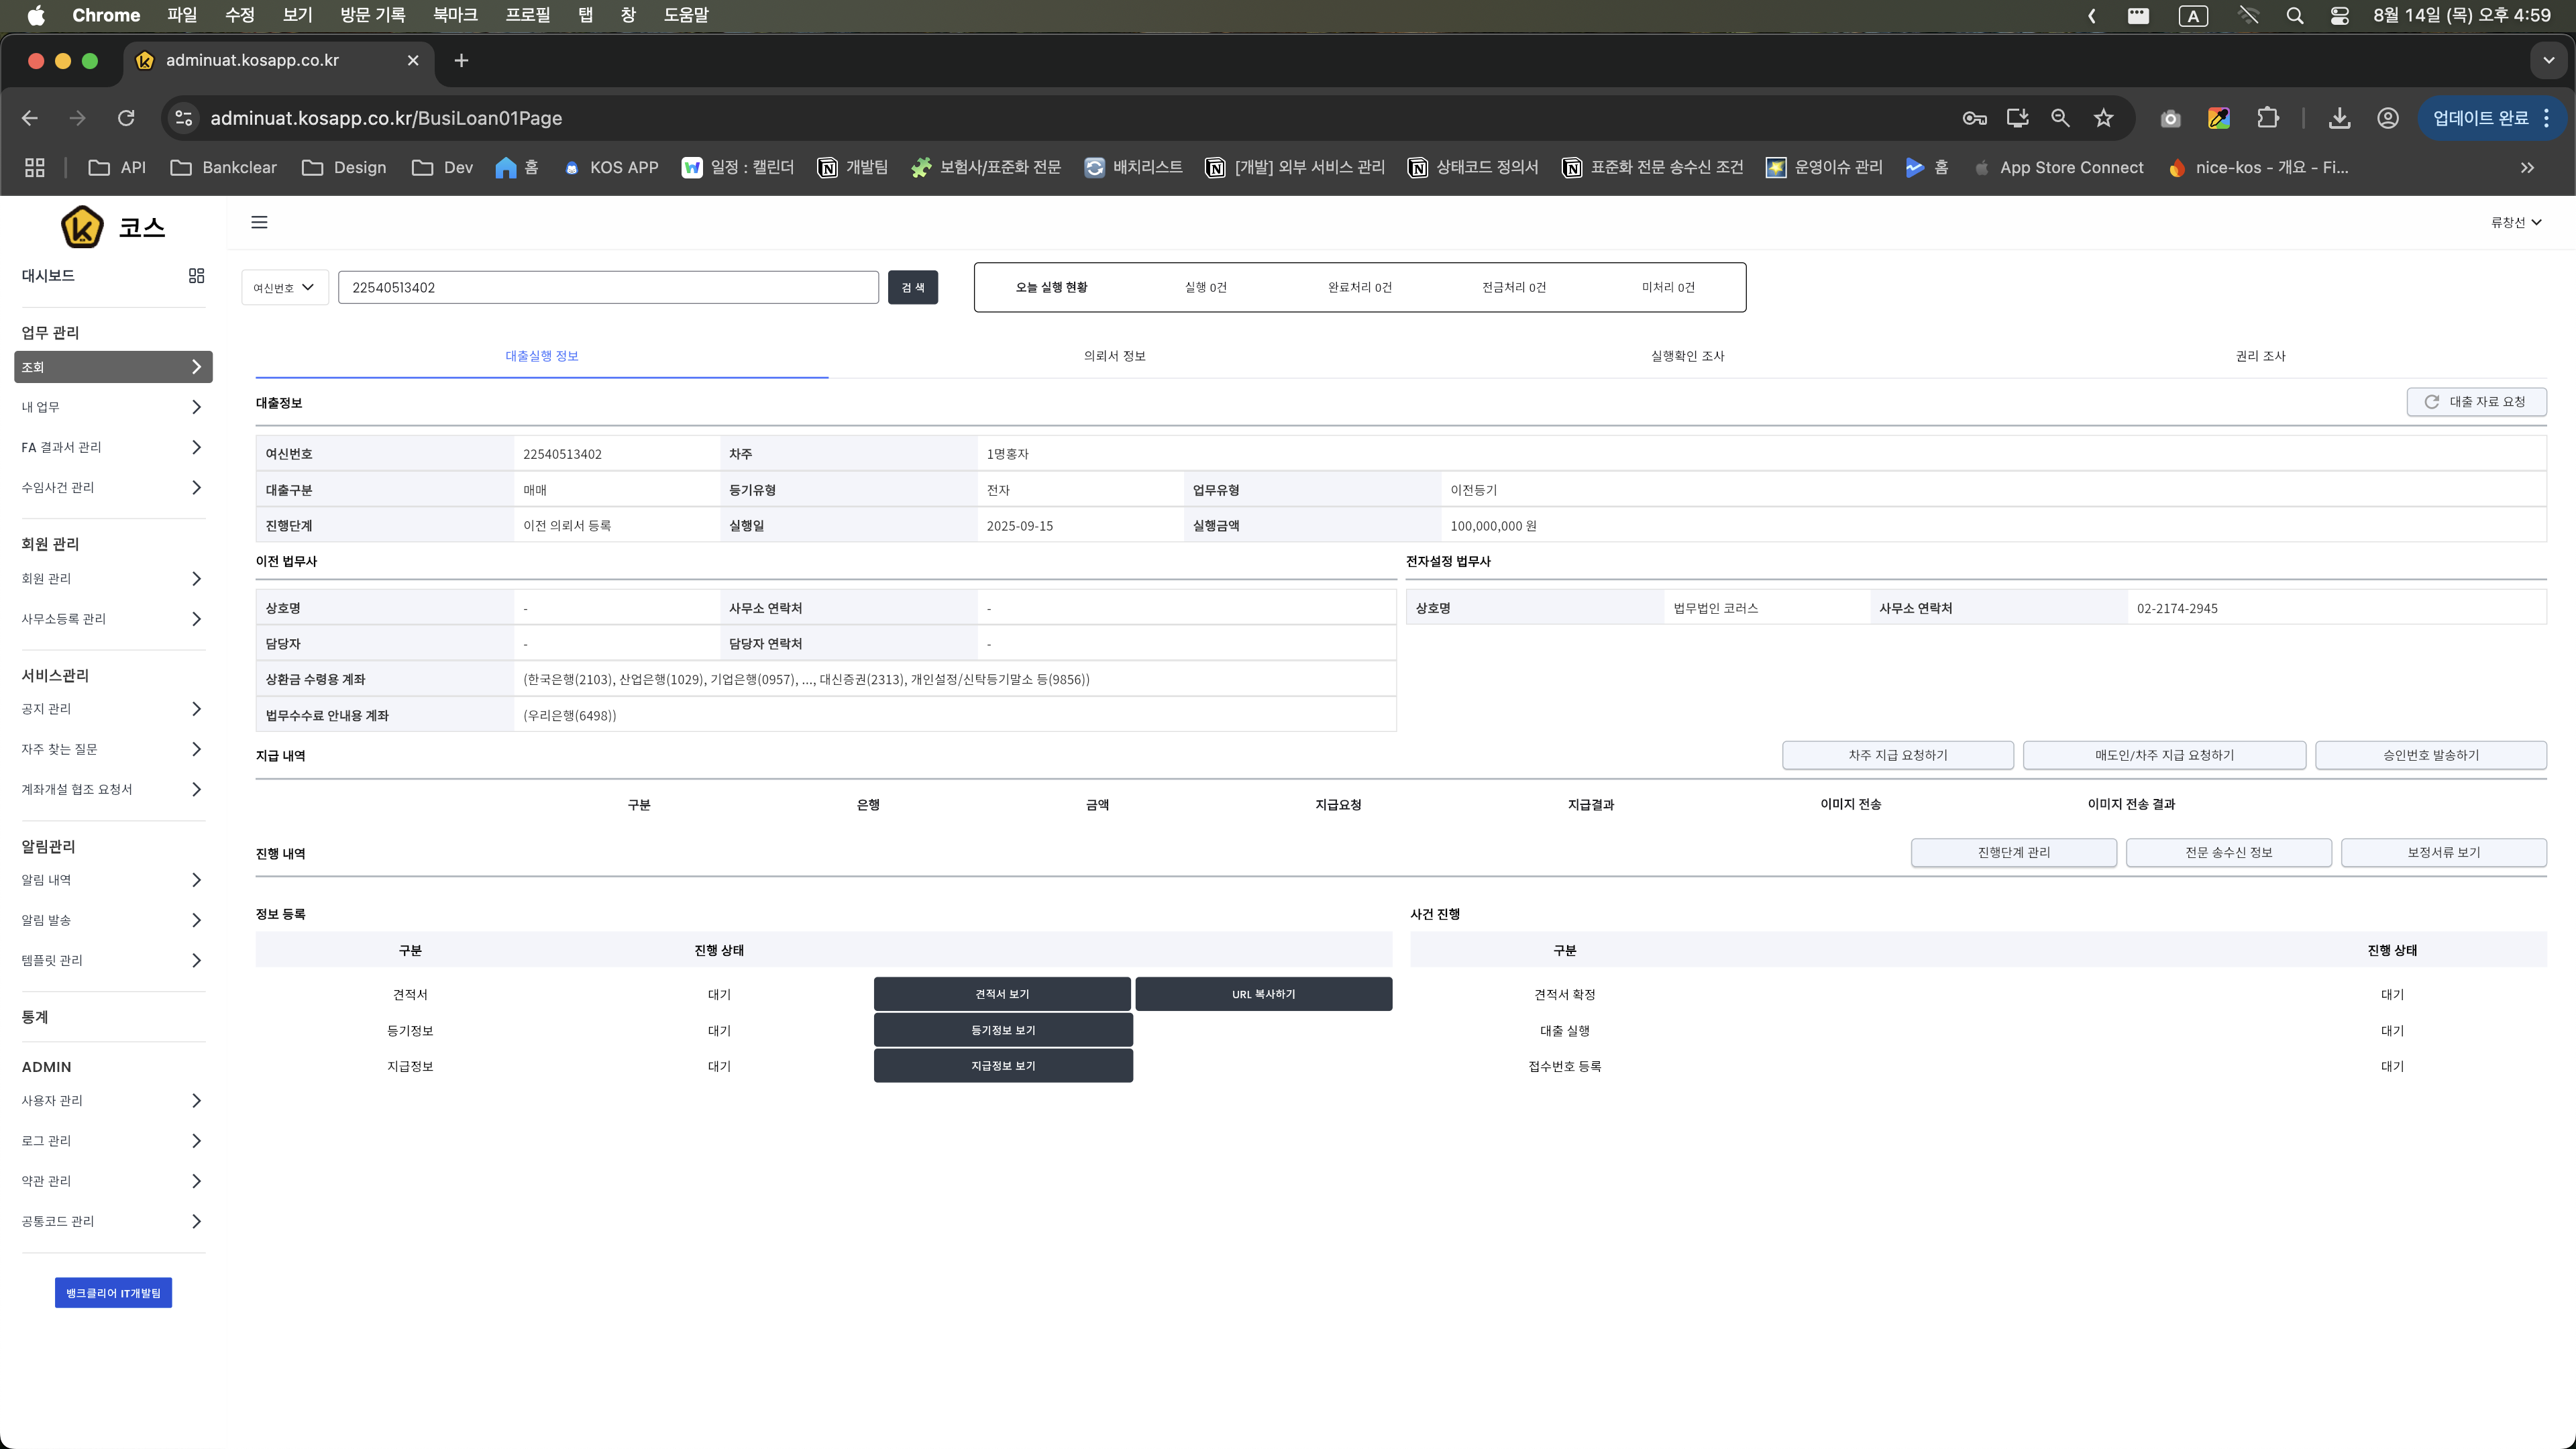 Chrome 파일 수정 보기 방문 기록 북마크 프로필 탭 창 도움말 A 8월 14일 (목) 오후 4:59
adminuat.kosapp.co.kr
adminuat.kosapp.co.kr/BusiLoan01Page 업데이트 완료
API Bankclear Design Dev 홈 KOS APP 일정 : 캘린더 개발팀 보험사/표준화 전문 배치리스트 [개발] 외부 서비스 관리 상태코드 정의서 표준화 전문 송수신 조건 운영이슈 관리 홈 App Store Connect nice-kos - 개요 - Fi...
코스
류창선
대시보드
업무 관리
조회
내 업무
FA 결과서 관리
수임사건 관리
회원 관리
회원 관리
사무소등록 관리
서비스관리
공지 관리
자주 찾는 질문
계좌개설 협조 요청서
알림관리
알림 내역
알림 발송
템플릿 관리
통계
ADMIN
사용자 관리
로그 관리
약관 관리
공통코드 관리
뱅크클리어 IT개발팀
여신번호 22540513402 검 색
오늘 실행 현황 실행 0건 완료처리 0건 전금처리 0건 미처리 0건
대출실행 정보 의뢰서 정보 실행확인 조사 권리 조사
대출정보 대출 자료 요청
여신번호 22540513402 차주 1명홍자
대출구분 매매 등기유형 전자 업무유형 이전등기
진행단계 이전 의뢰서 등록 실행일 2025-09-15 실행금액 100,000,000 원
이전 법무사
상호명 - 사무소 연락처 -
담당자 - 담당자 연락처 -
상환금 수령용 계좌 (한국은행(2103), 산업은행(1029), 기업은행(0957), ..., 대신증권(2313), 개인설정/신탁등기말소 등(9856))
법무수수료 안내용 계좌 (우리은행(6498))
전자설정 법무사
상호명 법무법인 코러스 사무소 연락처 02-2174-2945
지급 내역 차주 지급 요청하기 매도인/차주 지급 요청하기 승인번호 발송하기
구분 은행 금액 지급요청 지급결과 이미지 전송 이미지 전송 결과
진행 내역 진행단계 관리 전문 송수신 정보 보정서류 보기
정보 등록
구분 진행 상태
견적서 대기 견적서 보기 URL 복사하기
등기정보 대기 등기정보 보기
지급정보 대기 지급정보 보기
사건 진행
구분 진행 상태
견적서 확정 대기
대출 실행 대기
접수번호 등록 대기